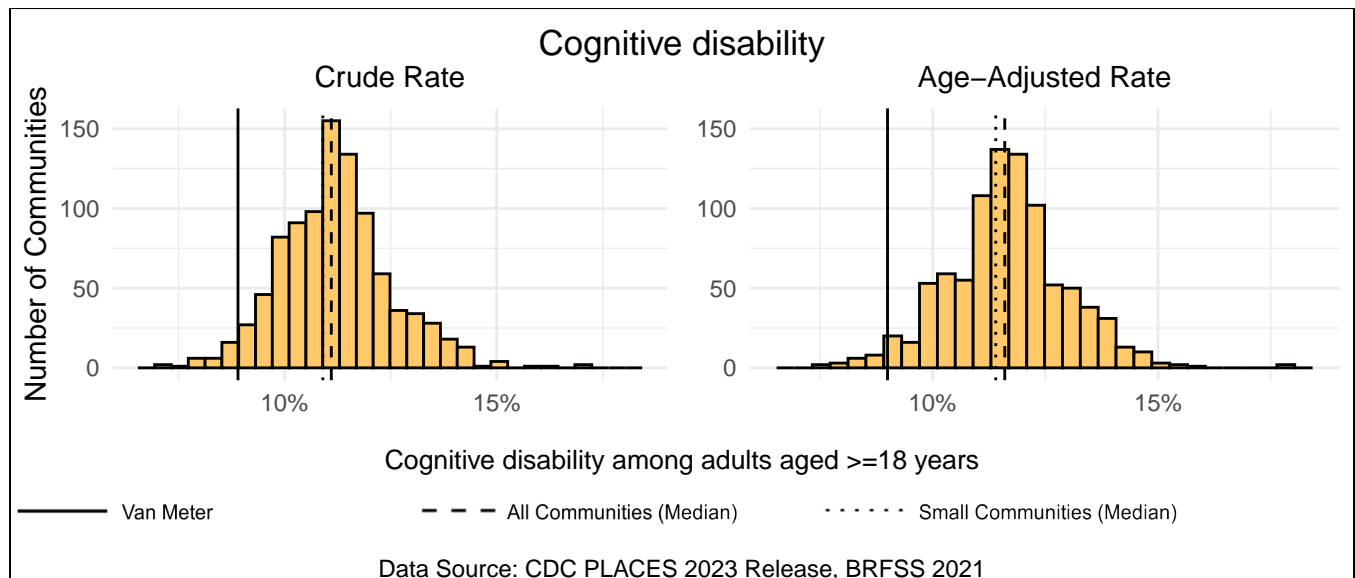 Cognitive disability
Crude Rate
Age−Adjusted Rate
Number of Communities
150
100
50
0
10%
15%
150
100
50
0
10%
15%
Cognitive disability among adults aged >=18 years
Van Meter
All Communities (Median)
Small Communities (Median)
Data Source: CDC PLACES 2023 Release, BRFSS 2021